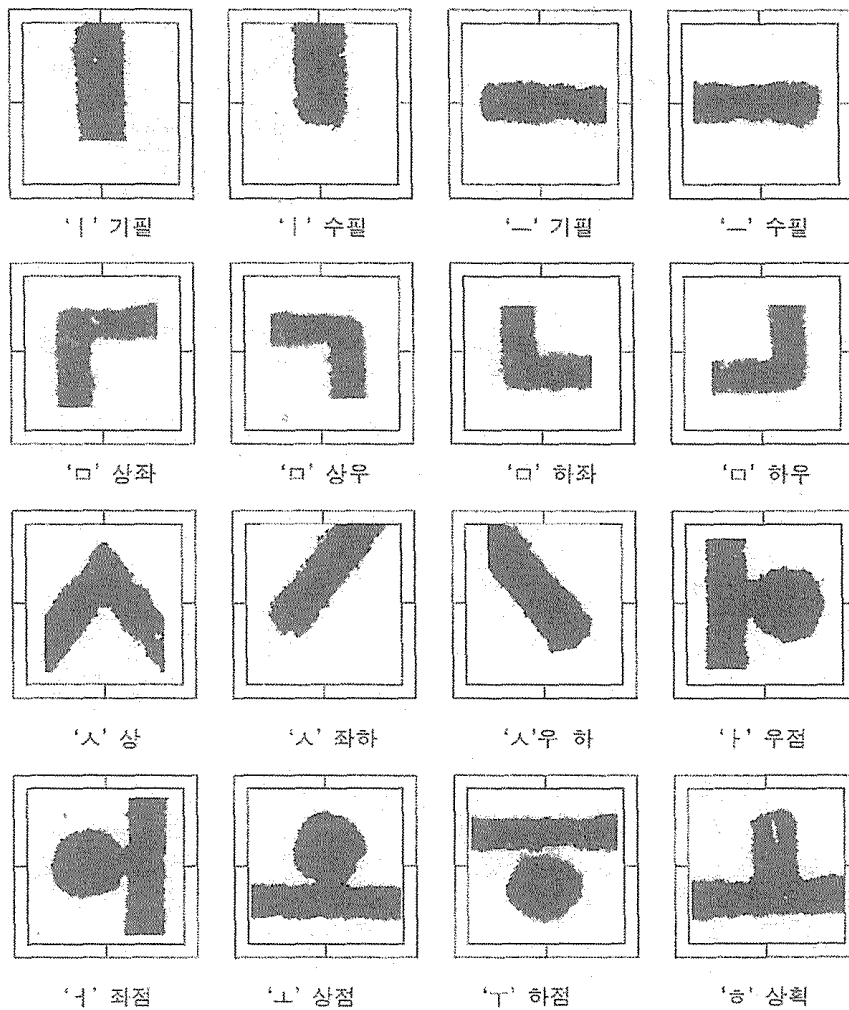 'ㅣ' 기필 'ㅣ' 수필 'ㅡ' 기필 'ㅡ' 수필
'ㅁ' 상좌 'ㅁ' 상우 'ㅁ' 하좌 'ㅁ' 하우
'ㅅ' 상 'ㅅ' 좌하 'ㅅ'우 하 'ㅏ' 우점
'ㅓ' 좌점 'ㅗ' 상점 'ㅜ' 하점 'ㅎ' 상획